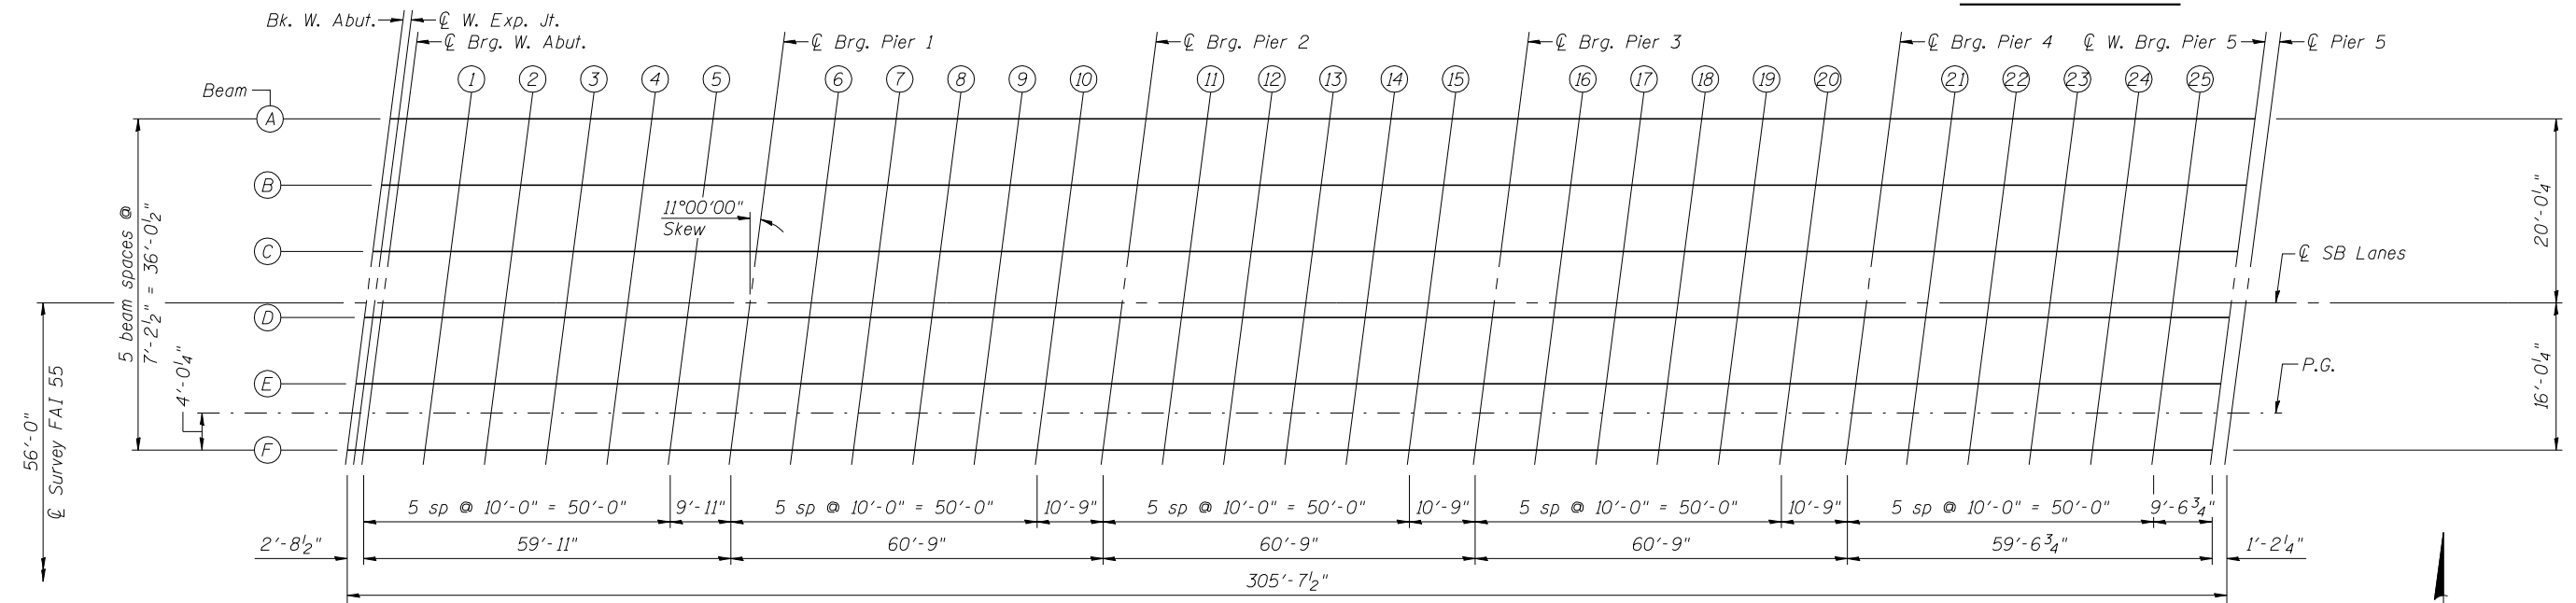 Bk. W. Abut.
℄ W. Exp. Jt.
℄ Brg. W. Abut.
℄ Brg. Pier 1
℄ Brg. Pier 2
℄ Brg. Pier 3
℄ Brg. Pier 4
℄ W. Brg. Pier 5
℄ Pier 5
1 2 3 4 5 6 7 8 9 10 11 12 13 14 15 16 17 18 19 20 21 22 23 24 25
Beam
A
B
C
D
E
F
11°00'00"
Skew
5 beam spaces @
7'-2½" = 36'-0½"
4'-0¼"
56'-0"
℄ Survey FAI 55
20'-0¼"
℄ SB Lanes
P.G.
16'-0¼"
5 sp @ 10'-0" = 50'-0"
9'-11"
5 sp @ 10'-0" = 50'-0"
10'-9"
5 sp @ 10'-0" = 50'-0"
10'-9"
5 sp @ 10'-0" = 50'-0"
10'-9"
5 sp @ 10'-0" = 50'-0"
9'-6¾"
2'-8½"
59'-11"
60'-9"
60'-9"
60'-9"
59'-6¾"
1'-2¼"
305'-7½"